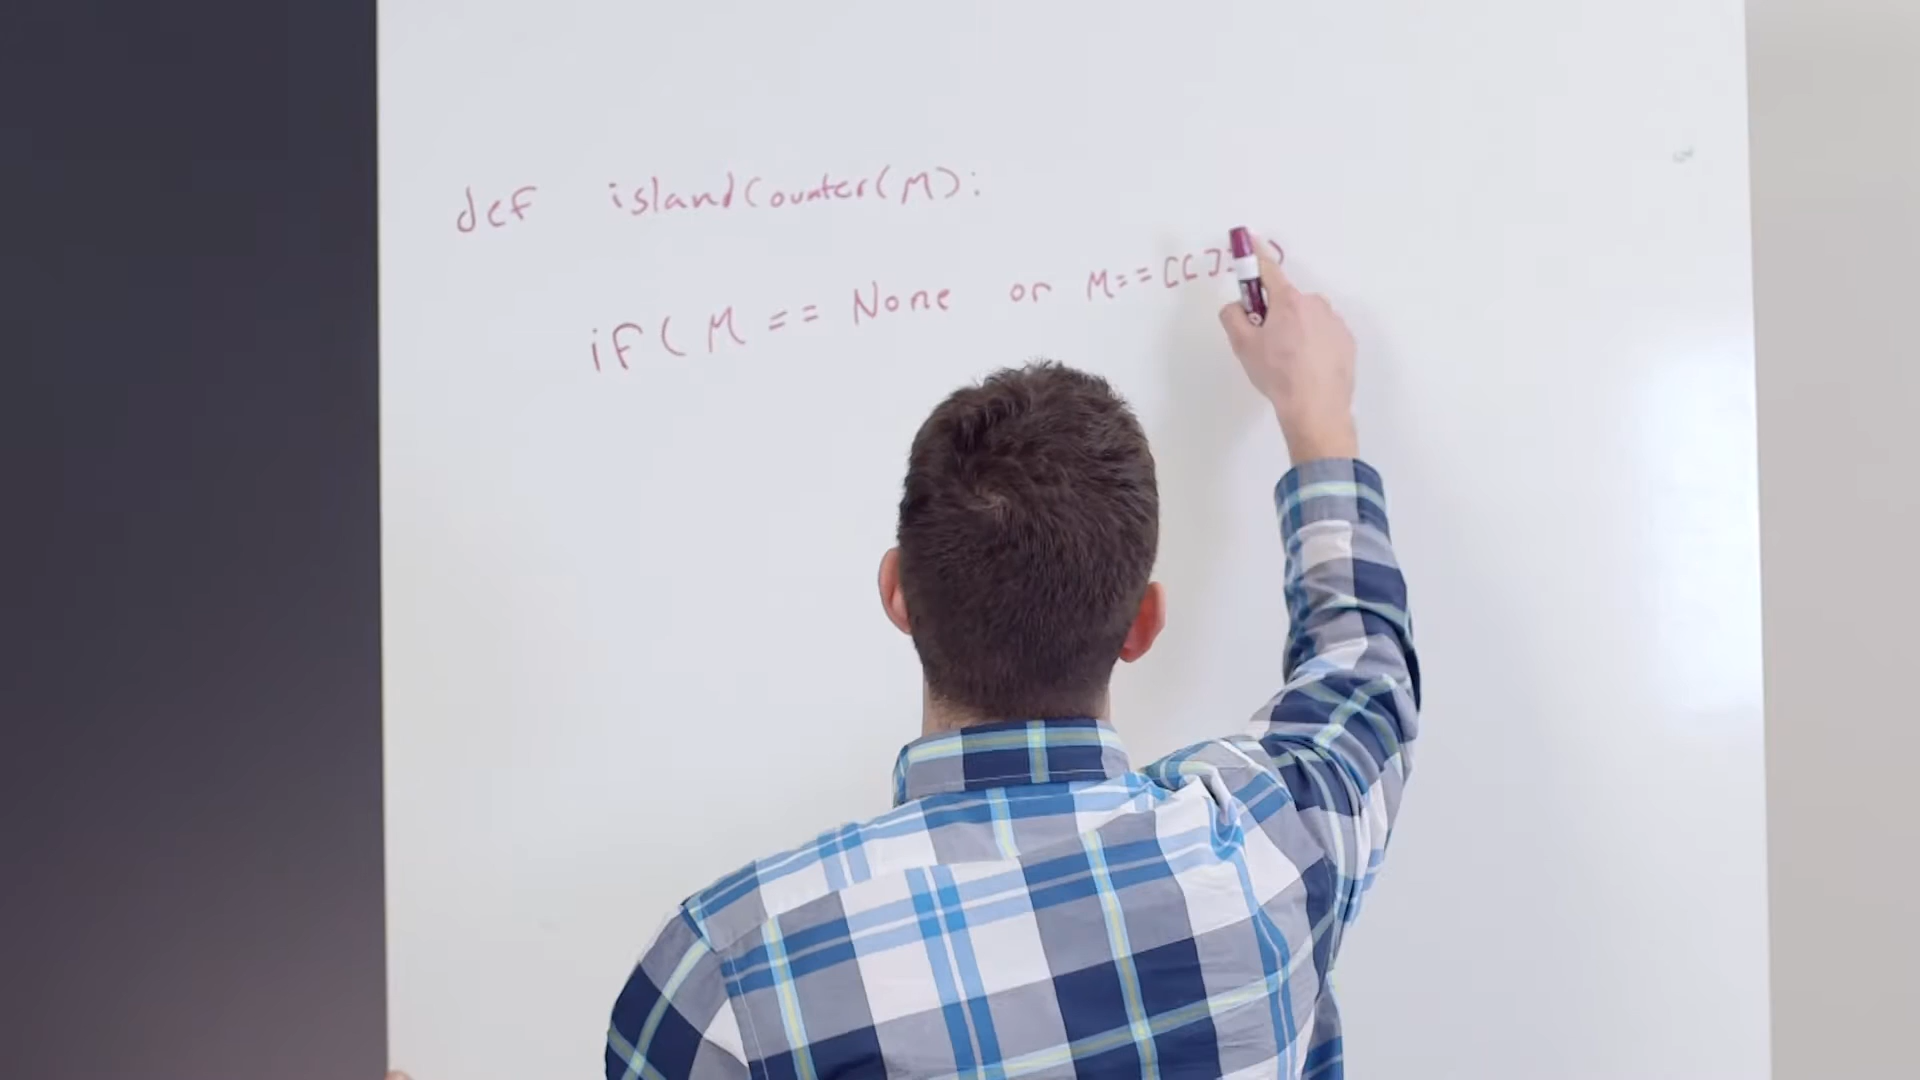 def islandCounter(M):
if( M == None or M==[[]])